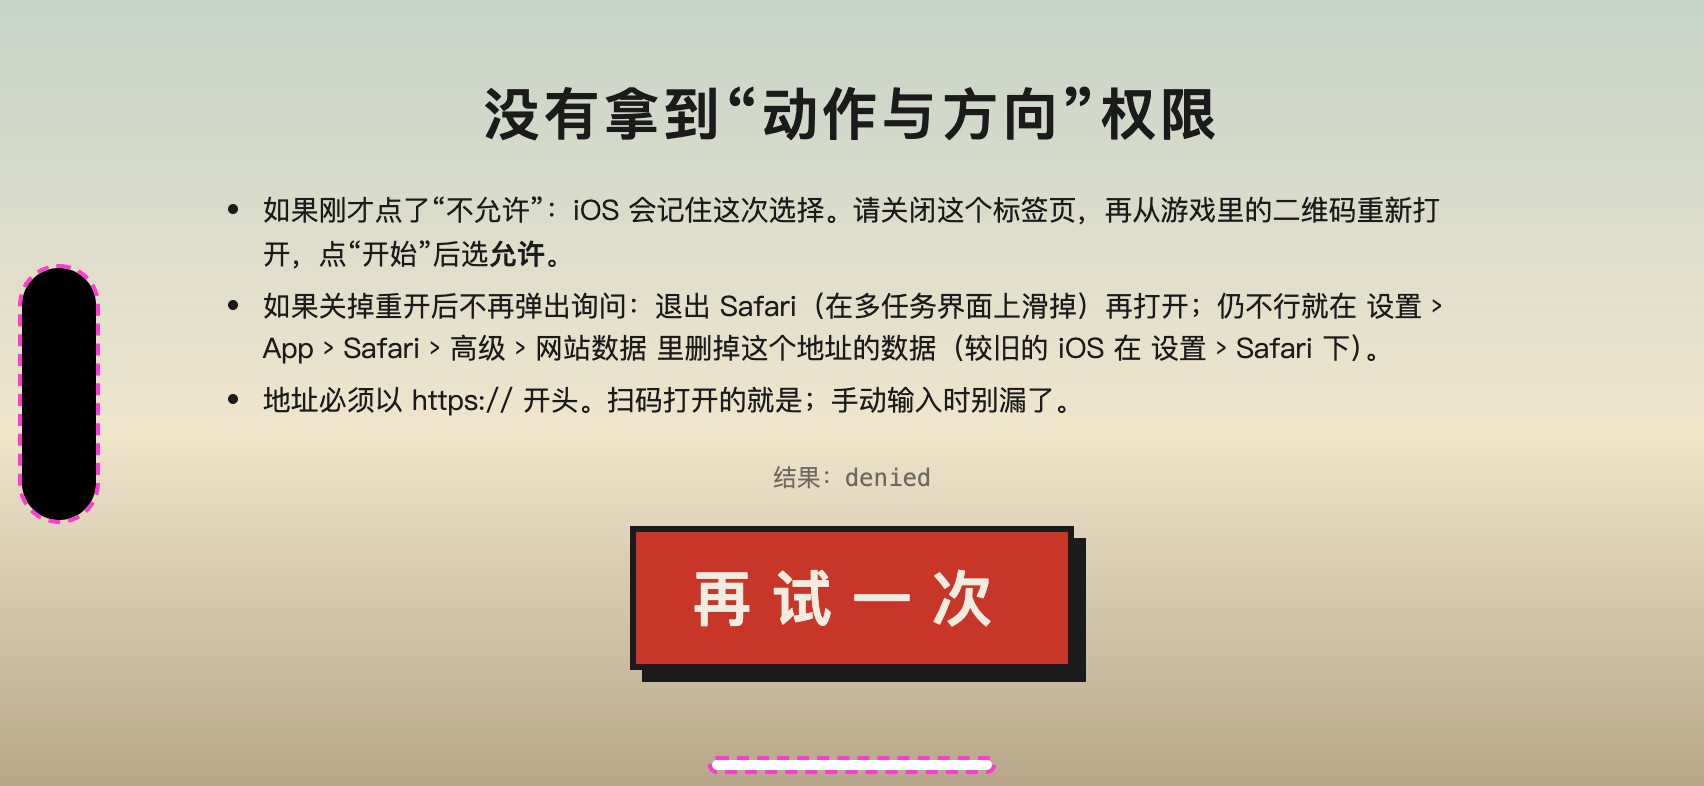 没有拿到“动作与方向”权限
如果刚才点了“不允许”：iOS 会记住这次选择。请关闭这个标签页，再从游戏里的二维码重新打
开，点“开始”后选允许。
如果关掉重开后不再弹出询问：退出 Safari（在多任务界面上滑掉）再打开；仍不行就在 设置 ›
App › Safari › 高级 › 网站数据 里删掉这个地址的数据（较旧的 iOS 在 设置 › Safari 下）。
地址必须以 https:// 开头。扫码打开的就是；手动输入时别漏了。
结果：denied
再试一次